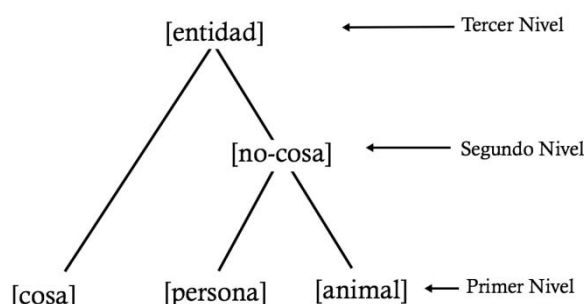 [entidad] Tercer Nivel
[no-cosa] Segundo Nivel
[cosa] [persona] [animal] Primer Nivel